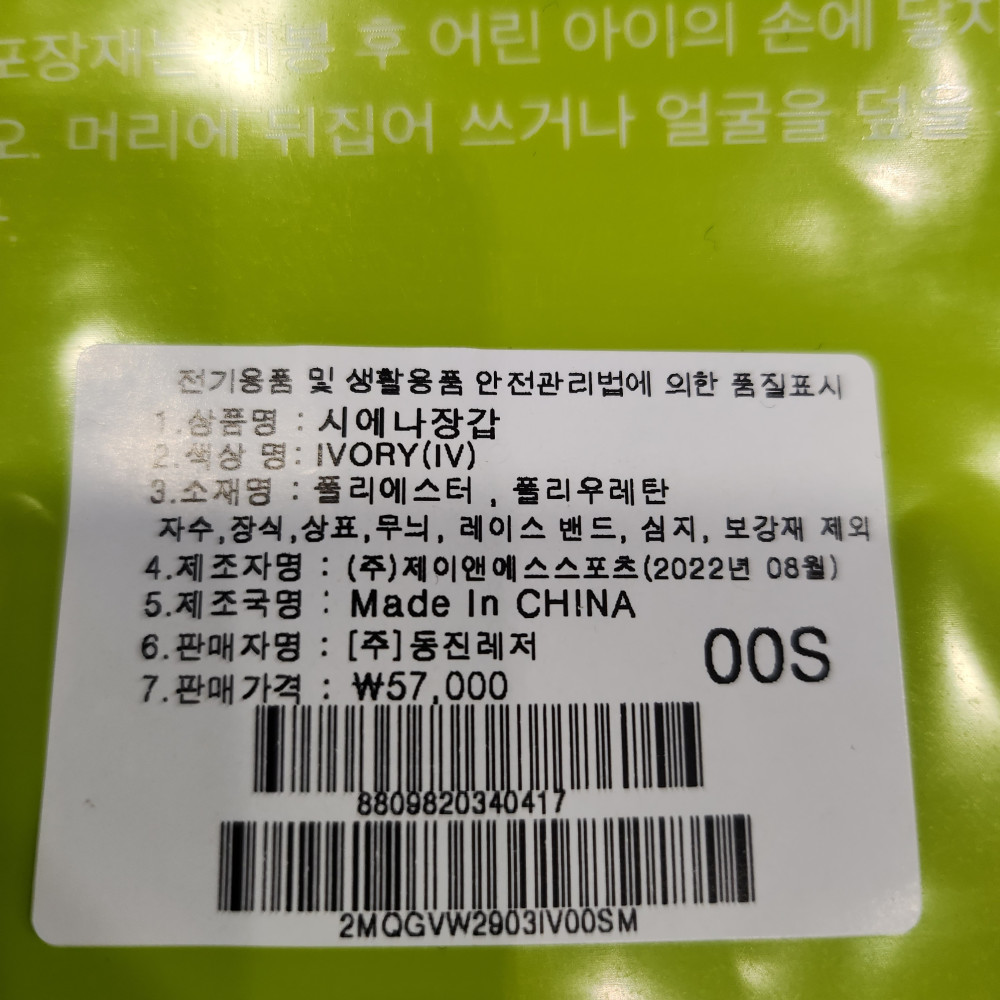 포장재는 개봉 후 어린 아이의 손에 닿지
오. 머리에 뒤집어 쓰거나 얼굴을 덮을
전기용품 및 생활용품 안전관리법에 의한 품질표시
1.상품명 : 시에나장갑
2.색상 명: IVORY(IV)
3.소재명 : 폴리에스터 , 폴리우레탄
자수,장식,상표,무늬, 레이스 밴드, 심지, 보강재 제외
4.제조자명 : (주)제이앤에스스포츠(2022년 08월)
5.제조국명 : Made In CHINA
6.판매자명 : [주]동진레저
00S
7.판매가격 : ₩57,000
8809820340417
2MQGVW2903IV00SM